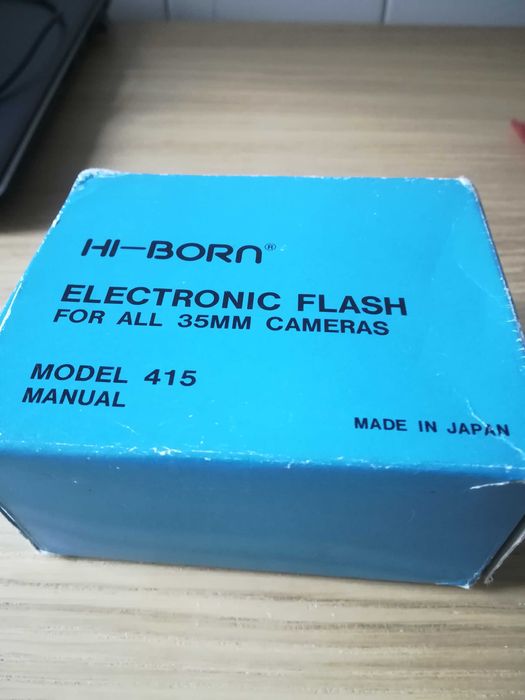 HI-BORN®
ELECTRONIC FLASH
FOR ALL 35MM CAMERAS
MODEL 415
MANUAL
MADE IN JAPAN